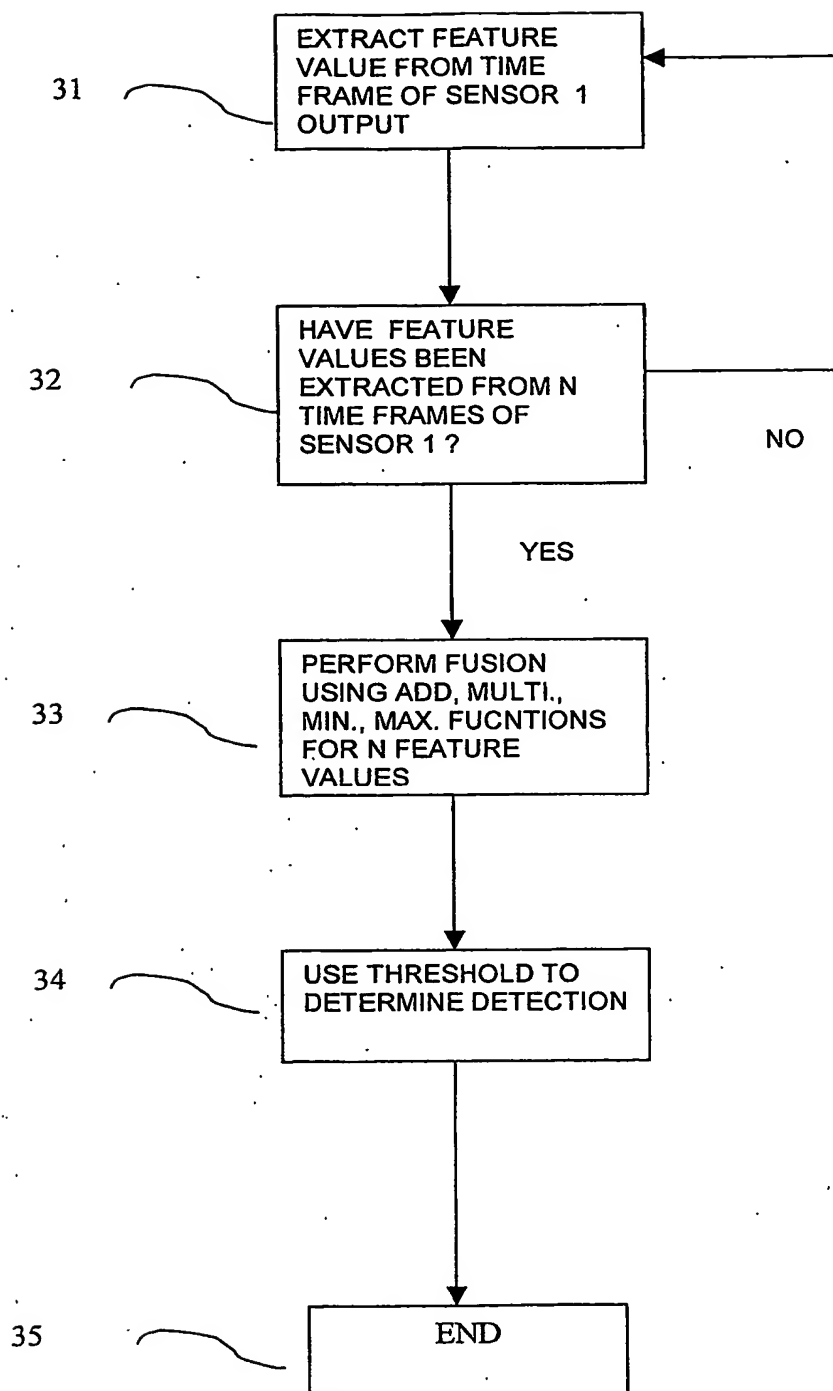 31
EXTRACT FEATURE
VALUE FROM TIME
FRAME OF SENSOR 1
OUTPUT
32
HAVE FEATURE
VALUES BEEN
EXTRACTED FROM N
TIME FRAMES OF
SENSOR 1 ?
NO
YES
33
PERFORM FUSION
USING ADD, MULTI.,
MIN., MAX. FUCNTIONS
FOR N FEATURE
VALUES
34
USE THRESHOLD TO
DETERMINE DETECTION
35
END